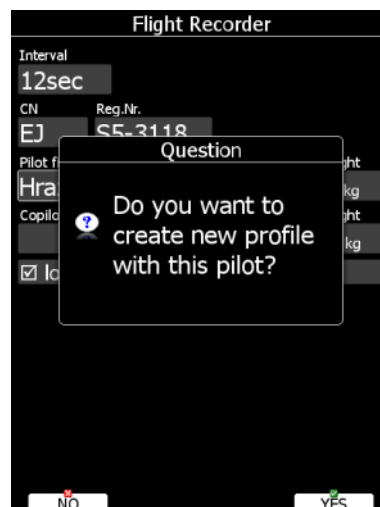 Flight Recorder
Interval
12sec
CN Reg.Nr.
EJ S5-3118
Question
Do you want to
create new profile
with this pilot?
kg
kg
NO YES